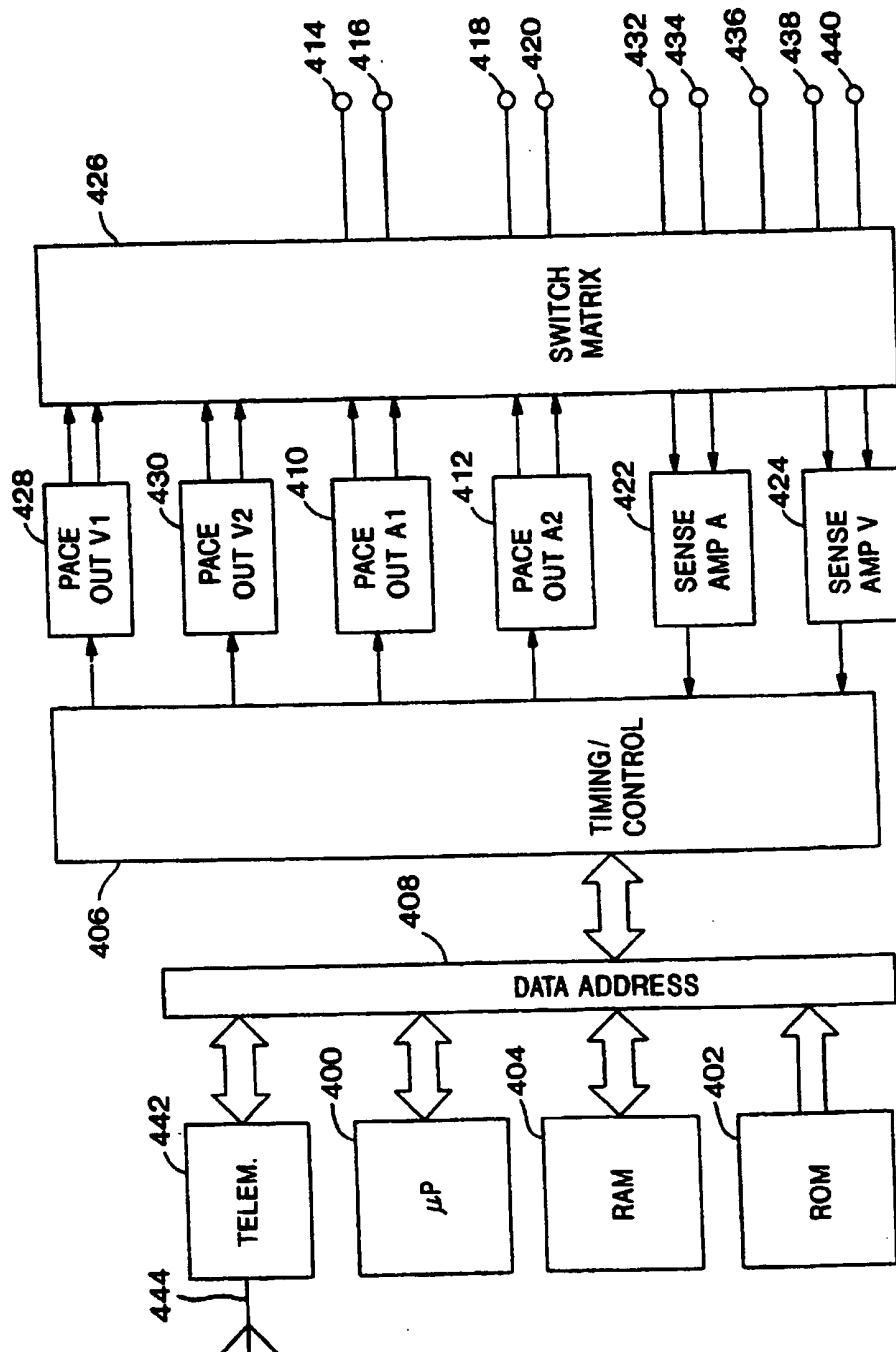 426
414
416
418
420
432
434
436
438
440
SWITCH
MATRIX
428
PACE
OUT V1
430
PACE
OUT V2
410
PACE
OUT A1
412
PACE
OUT A2
422
SENSE
AMP A
424
SENSE
AMP V
406
TIMING/
CONTROL
408
DATA ADDRESS
442
TELEM.
444
400
μP
404
RAM
402
ROM